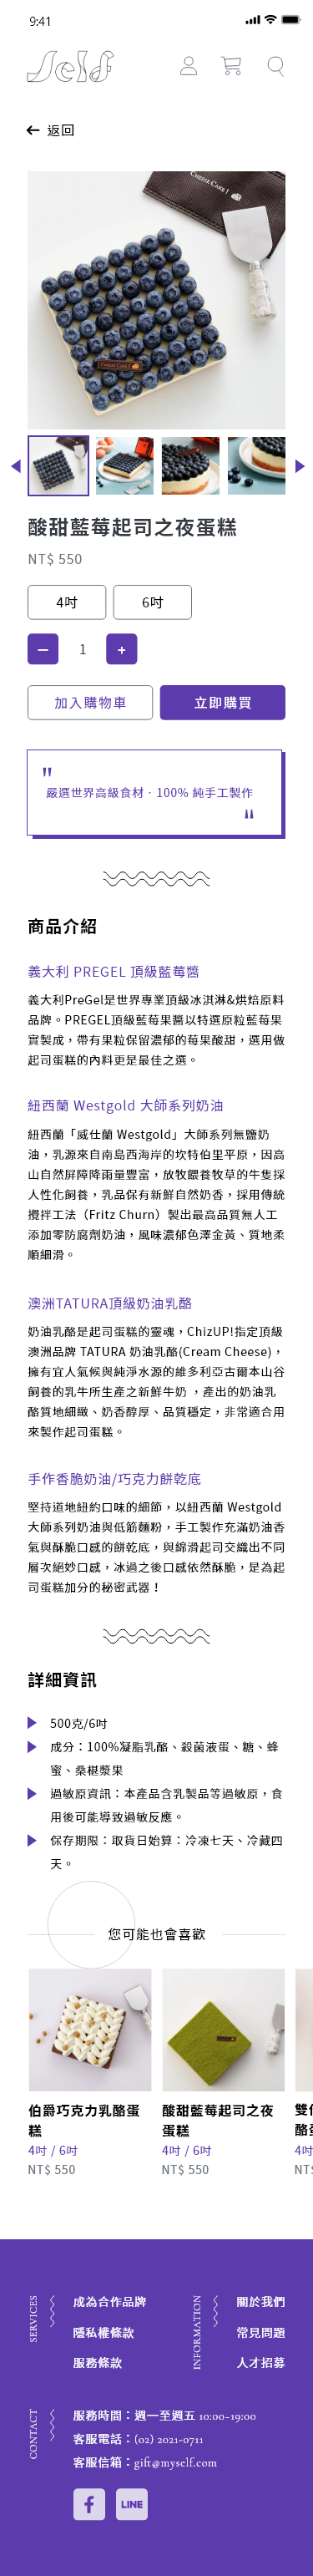 9:41
Self
返回
CHEESE CAKE 1
CHEESE CAKE
酸甜藍莓起司之夜蛋糕
NT$ 550
4吋 6吋
1
加入購物車 立即購買
嚴選世界高級食材 · 100% 純手工製作
商品介紹
義大利 PREGEL 頂級藍莓醬
義大利PreGel是世界專業頂級冰淇淋&烘焙原料
品牌。PREGEL頂級藍莓果醬以特選原粒藍莓果
實製成，帶有果粒保留濃郁的莓果酸甜，選用做
起司蛋糕的內料更是最佳之選。
紐西蘭 Westgold 大師系列奶油
紐西蘭「威仕蘭 Westgold」大師系列無鹽奶
油，乳源來自南島西海岸的坎特伯里平原，因高
山自然屏障降雨量豐富，放牧餵養牧草的牛隻採
人性化飼養，乳品保有新鮮自然奶香，採用傳統
攪拌工法（Fritz Churn）製出最高品質無人工
添加零防腐劑奶油，風味濃郁色澤金黃、質地柔
順細滑。
澳洲TATURA頂級奶油乳酪
奶油乳酪是起司蛋糕的靈魂，ChizUP!指定頂級
澳洲品牌 TATURA 奶油乳酪(Cream Cheese)，
擁有宜人氣候與純淨水源的維多利亞古爾本山谷
飼養的乳牛所生產之新鮮牛奶 ，產出的奶油乳
酪質地細緻、奶香醇厚、品質穩定，非常適合用
來製作起司蛋糕。
手作香脆奶油/巧克力餅乾底
堅持道地紐約口味的細節，以紐西蘭 Westgold
大師系列奶油與低筋麵粉，手工製作充滿奶油香
氣與酥脆口感的餅乾底，與綿滑起司交織出不同
層次絕妙口感，冰過之後口感依然酥脆，是為起
司蛋糕加分的秘密武器！
詳細資訊
500克/6吋
成分：100%凝脂乳酪、殺菌液蛋、糖、蜂
蜜、桑椹漿果
過敏原資訊：本產品含乳製品等過敏原，食
用後可能導致過敏反應。
保存期限：取貨日始算：冷凍七天、冷藏四
天。
您可能也會喜歡
伯爵巧克力乳酪蛋
糕
4吋 / 6吋
NT$ 550
酸甜藍莓起司之夜
蛋糕
4吋 / 6吋
NT$ 550
SERVICES
成為合作品牌
隱私權條款
服務條款
INFORMATION
關於我們
常見問題
人才招募
CONTACT
服務時間：週一至週五 10:00-19:00
客服電話：(02) 2021-0711
客服信箱：gift@myself.com
LINE